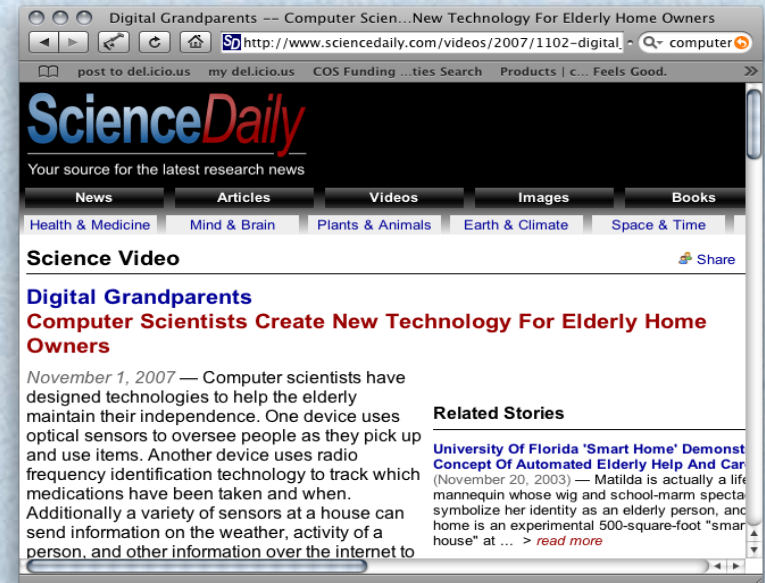 Digital Grandparents -- Computer Scien...New Technology For Elderly Home Owners
SD http://www.sciencedaily.com/videos/2007/1102-digital_
computer
post to del.icio.us my del.icio.us COS Funding ...ties Search Products | c... Feels Good.
ScienceDaily
Your source for the latest research news
News Articles Videos Images Books
Health & Medicine Mind & Brain Plants & Animals Earth & Climate Space & Time
Science Video
Share
Digital Grandparents
Computer Scientists Create New Technology For Elderly Home
Owners
November 1, 2007 — Computer scientists have
designed technologies to help the elderly
maintain their independence. One device uses
optical sensors to oversee people as they pick up
and use items. Another device uses radio
frequency identification technology to track which
medications have been taken and when.
Additionally a variety of sensors at a house can
send information on the weather, activity of a
person, and other information over the internet to
Related Stories
University Of Florida 'Smart Home' Demonst
Concept Of Automated Elderly Help And Car
(November 20, 2003) — Matilda is actually a life
mannequin whose wig and school-marm specta
symbolize her identity as an elderly person, and
home is an experimental 500-square-foot "smar
house" at ... > read more